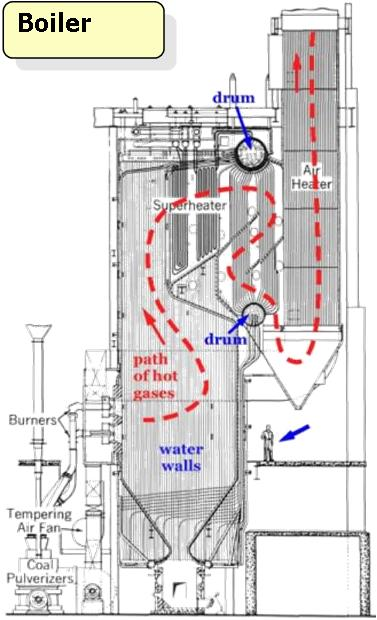 Boiler
drum
Air
Heater
Superheater
drum
path
of hot
gases
Burners
water
walls
Tempering
Air Fan
Coal
Pulverizers